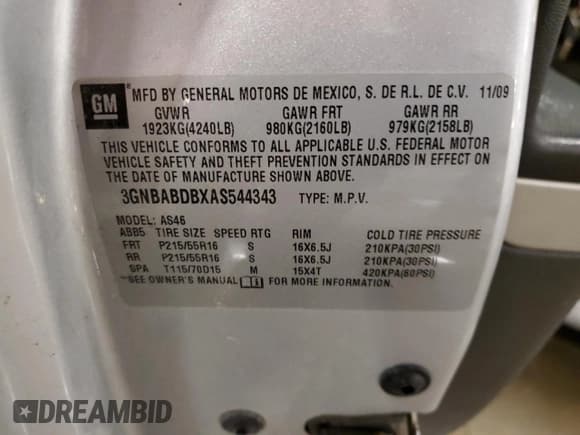 GM
® MFD BY GENERAL MOTORS DE MEXICO, S. DE R.L. DE C.V. 11/09
GVWR GAWR FRT GAWR RR
1923KG(4240LB) 980KG(2160LB) 979KG(2158LB)
THIS VEHICLE CONFORMS TO ALL APPLICABLE U.S. FEDERAL MOTOR
VEHICLE SAFETY AND THEFT PREVENTION STANDARDS IN EFFECT ON
THE DATE OF MANUFACTURE SHOWN ABOVE.
3GNBABDBXAS544343 TYPE: M.P.V.
MODEL: AS46
ABB5 TIRE SIZE SPEED RTG RIM COLD TIRE PRESSURE
FRT P215/55R16 S 16X6.5J 210KPA(30PSI)
RR P215/55R16 S 16X6.5J 210KPA(30PSI)
SPA T115/70D15 M 15X4T 420KPA(60PSI)
**SEE OWNER'S MANUAL FOR MORE INFORMATION.
DREAMBID